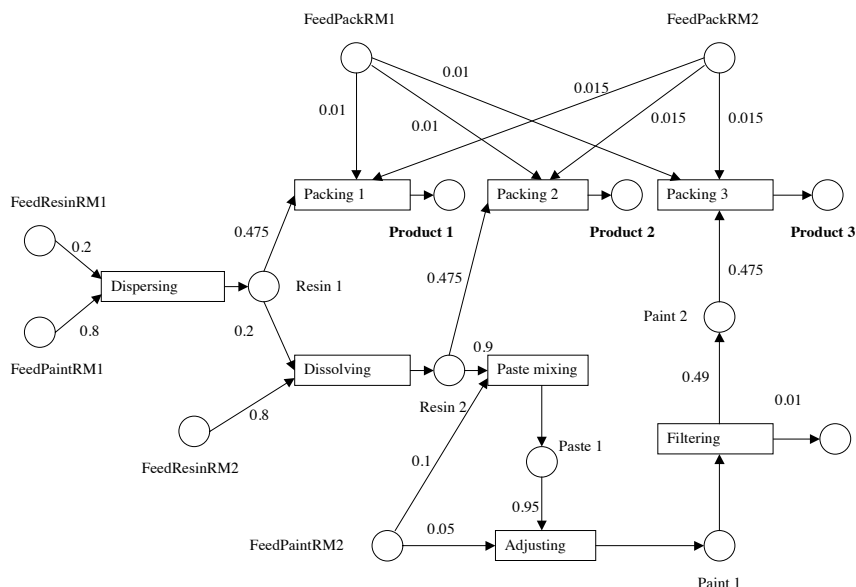 FeedPackRM1
FeedPackRM2
0.01
0.015
0.01
0.01
0.015
0.015
Packing 1
Packing 2
Packing 3
FeedResinRM1
Product 1
Product 2
Product 3
0.2
0.475
0.475
0.475
Dispersing
Resin 1
0.8
0.2
Paint 2
0.9
FeedPaintRM1
Dissolving
Paste mixing
0.49
0.01
Resin 2
0.8
Filtering
FeedResinRM2
0.1
Paste 1
0.95
FeedPaintRM2
0.05
Adjusting
Paint 1